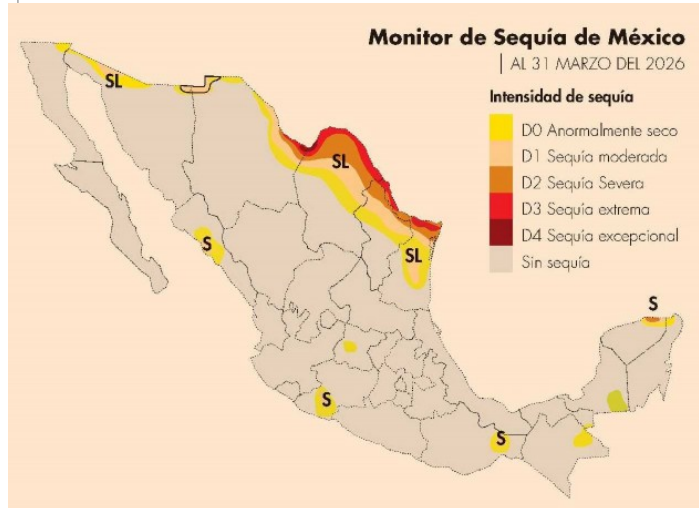 Monitor de Sequía de México
| AL 31 MARZO DEL 2026
Intensidad de sequía
D0 Anormalmente seco
D1 Sequía moderada
D2 Sequía Severa
D3 Sequía extrema
D4 Sequía excepcional
Sin sequía
SL
SL
S
SL
S
S
S